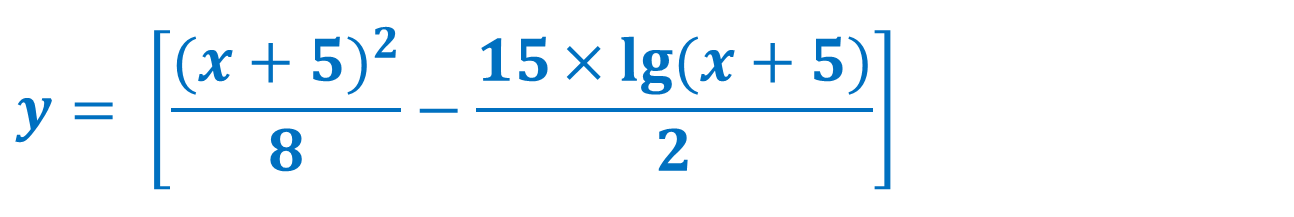 y = [(x + 5)²/8 − 15 × lg(x + 5)/2]